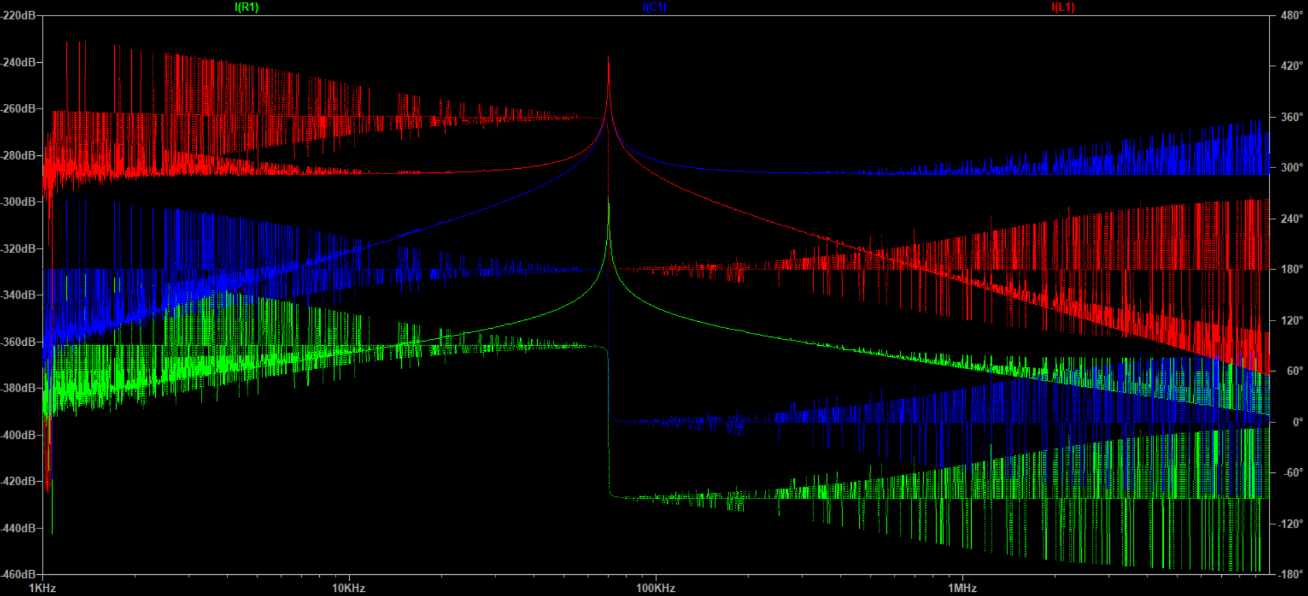 I(R1) I(C1) I(L1)
-220dB 480°
-240dB 420°
-260dB 360°
-280dB 300°
-300dB 240°
-320dB 180°
-340dB 120°
-360dB 60°
-380dB 0°
-400dB -60°
-420dB -120°
-440dB -180°
-460dB
1KHz 10KHz 100KHz 1MHz